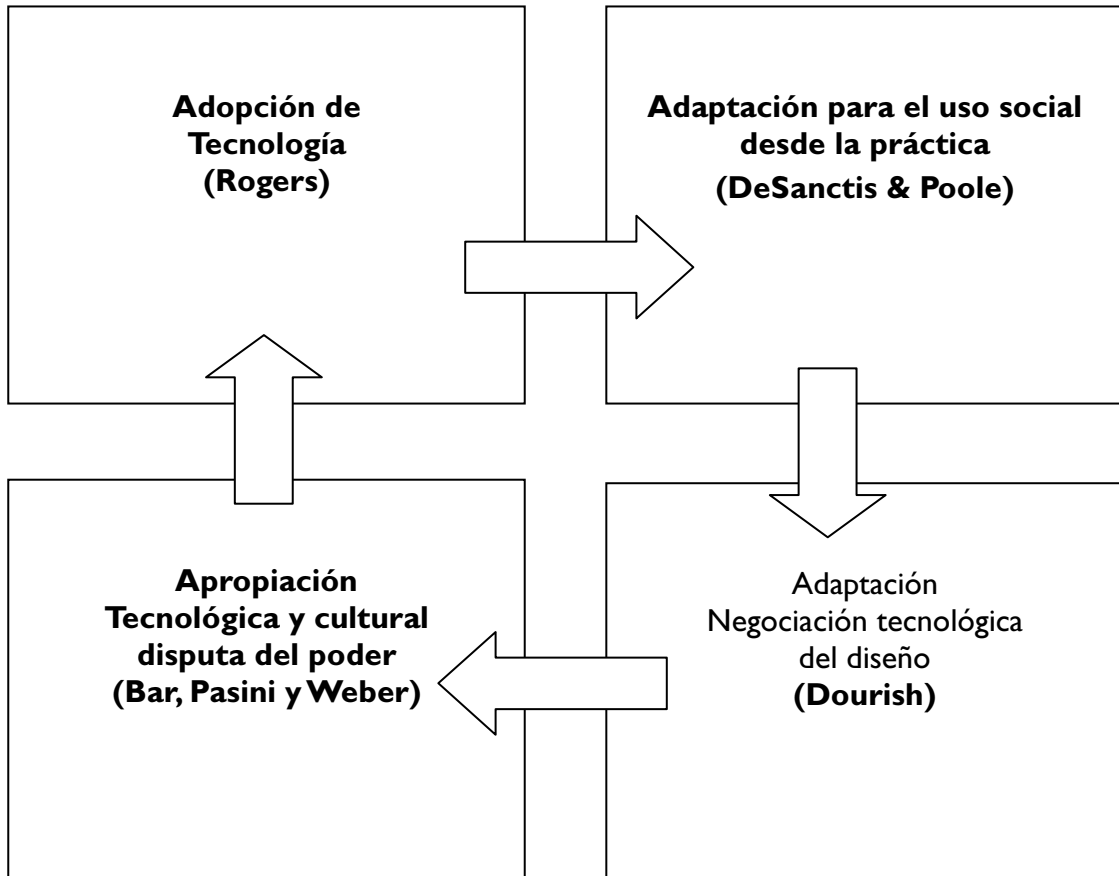 Adopción de
Tecnología
(Rogers)
Adaptación para el uso social
desde la práctica
(DeSanctis & Poole)
Apropiación
Tecnológica y cultural
disputa del poder
(Bar, Pasini y Weber)
Adaptación
Negociación tecnológica
del diseño
(Dourish)